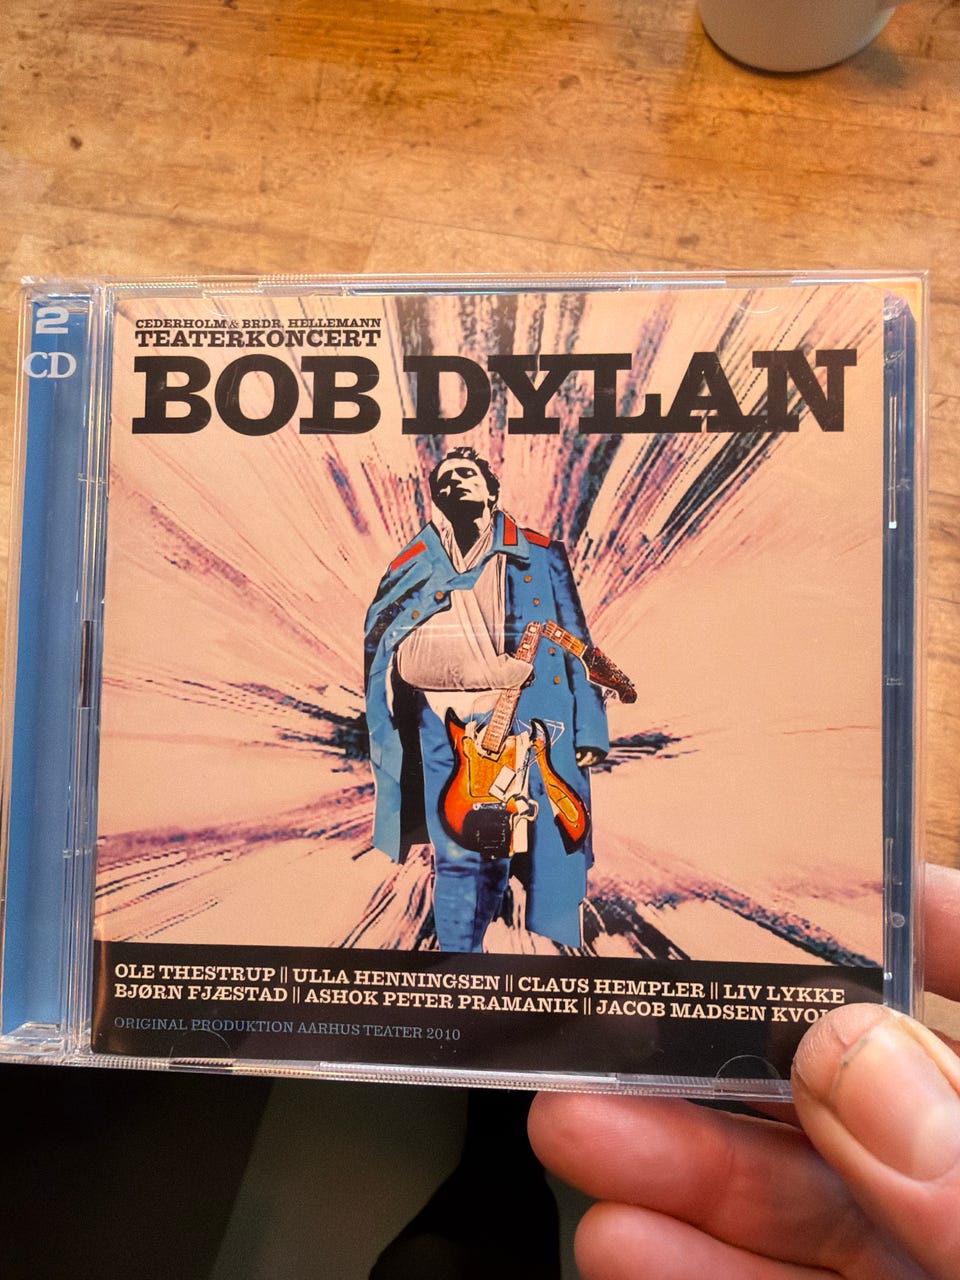 2
CD
CEDERHOLM & BRDR. HELLEMANN
TEATERKONCERT
BOB DYLAN
OLE THESTRUP || ULLA HENNINGSEN || CLAUS HEMPLER || LIV LYKKE
BJØRN FJÆSTAD || ASHOK PETER PRAMANIK || JACOB MADSEN
ORIGINAL PRODUKTION AARHUS TEATER 2010